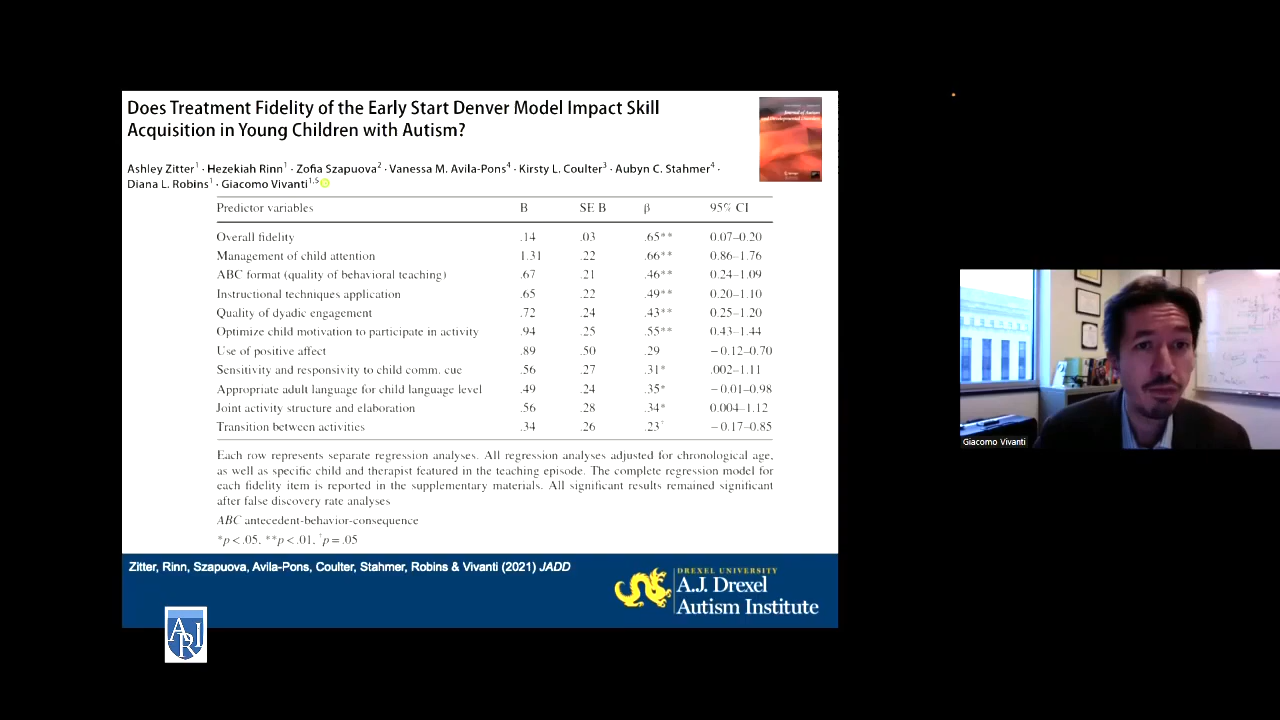 Does Treatment Fidelity of the Early Start Denver Model Impact Skill
Acquisition in Young Children with Autism?
Ashley Zitter1 · Hezekiah Rinn1 · Zofia Szapuova2 · Vanessa M. Avila-Pons4 · Kirsty L. Coulter3 · Aubyn C. Stahmer4 ·
Diana L. Robins1 · Giacomo Vivanti1,5
Predictor variables B SE B β 95% CI
Overall fidelity .14 .03 .65** 0.07–0.20
Management of child attention 1.31 .22 .66** 0.86–1.76
ABC format (quality of behavioral teaching) .67 .21 .46** 0.24–1.09
Instructional techniques application .65 .22 .49** 0.20–1.10
Quality of dyadic engagement .72 .24 .43** 0.25–1.20
Optimize child motivation to participate in activity .94 .25 .55** 0.43–1.44
Use of positive affect .89 .50 .29 −0.12–0.70
Sensitivity and responsivity to child comm. cue .56 .27 .31* .002–1.11
Appropriate adult language for child language level .49 .24 .35* −0.01–0.98
Joint activity structure and elaboration .56 .28 .34* 0.004–1.12
Transition between activities .34 .26 .23† −0.17–0.85
Each row represents separate regression analyses. All regression analyses adjusted for chronological age,
as well as specific child and therapist featured in the teaching episode. The complete regression model for
each fidelity item is reported in the supplementary materials. All significant results remained significant
after false discovery rate analyses
ABC antecedent-behavior-consequence
*p<.05, **p<.01, †p=.05
Zitter, Rinn, Szapuova, Avila-Pons, Coulter, Stahmer, Robins & Vivanti (2021) JADD
DREXEL UNIVERSITY
A.J. Drexel
Autism Institute
ARI
Giacomo Vivanti